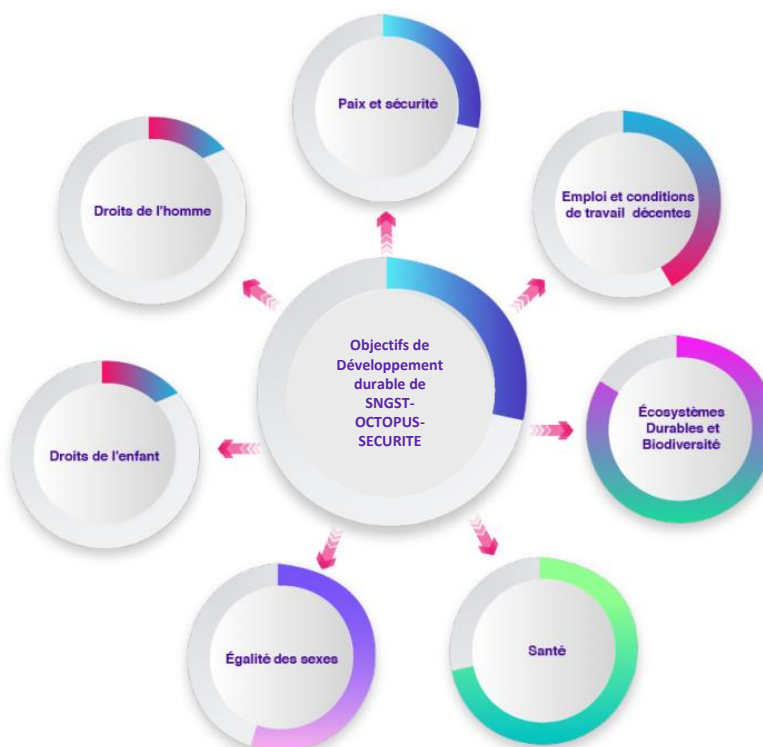 Paix et sécurité
Droits de l'homme
Emploi et conditions
de travail décentes
Objectifs de
Développement
durable de
SNGST-
OCTOPUS-
SECURITE
Écosystèmes
Durables et
Biodiversité
Droits de l'enfant
Égalité des sexes
Santé